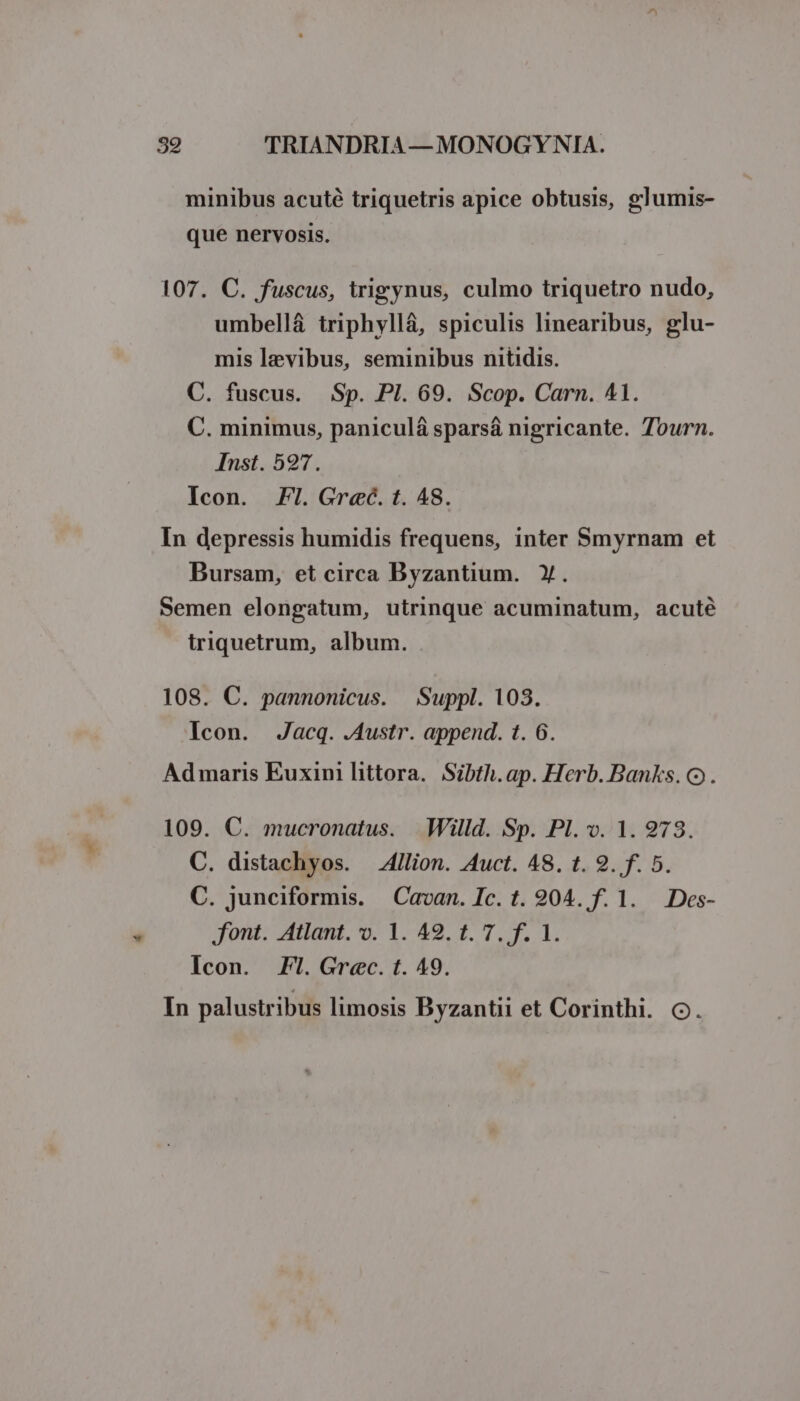 32 TRIANDRIA—MONOGYNIA.
minibus acutè triquetris apice obtusis, glumis-
que nervosis.
107. C. fuscus, trigynus, culmo triquetro nudo,
umbellâ triphyllâ, spiculis linearibus, glu-
mis lævibus, seminibus nitidis.
C. fuscus. Sp. Pl. 69. Scop. Carn. 41.
C. minimus, paniculâ sparsâ nigricante. Tourn.
Inst. 527.
Icon. Fl. Græc. t. 48.
In depressis humidis frequens, inter Smyrnam et
Bursam, et circa Byzantium. ♃.
Semen elongatum, utrinque acuminatum, acutè
triquetrum, album.
108. C. pannonicus. Suppl. 103.
Icon. Jacq. Austr. append. t. 6.
Ad maris Euxini littora. Sibth. ap. Herb. Banks. ☉.
109. C. mucronatus. Willd. Sp. Pl. v. 1. 273.
C. distachyos. Allion. Auct. 48. t. 2. f. 5.
C. junciformis. Cavan. Ic. t. 204. f. 1. Des-
font. Atlant. v. 1. 42. t. 7. f. 1.
Icon. Fl. Græc. t. 49.
In palustribus limosis Byzantii et Corinthi. ☉.